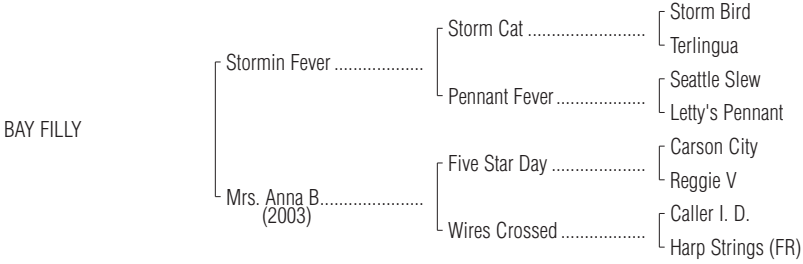 Storm Bird
Storm Cat ........................
Terlingua
Stormin Fever ...................
Seattle Slew
Pennant Fever ...................
Letty's Pennant
BAY FILLY
Carson City
Five Star Day ....................
Reggie V
Mrs. Anna B......................
(2003)
Caller I. D.
Wires Crossed ..................
Harp Strings (FR)